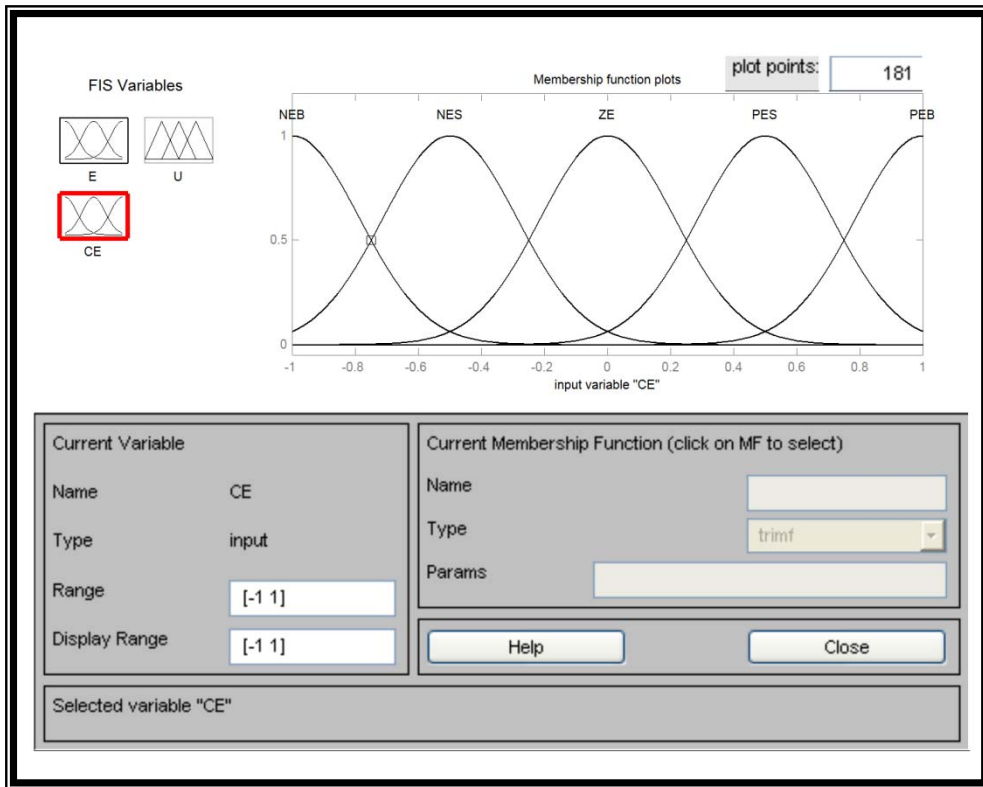 FIS Variables
E
U
CE
plot points:
181
Membership function plots
NEB
NES
ZE
PES
PEB
1
0.5
0
-1
-0.8
-0.6
-0.4
-0.2
0
0.2
0.4
0.6
0.8
1
input variable "CE"
Current Variable
Name CE
Type input
Range [-1 1]
Display Range [-1 1]
Current Membership Function (click on MF to select)
Name
Type trimf
Params
Help
Close
Selected variable "CE"